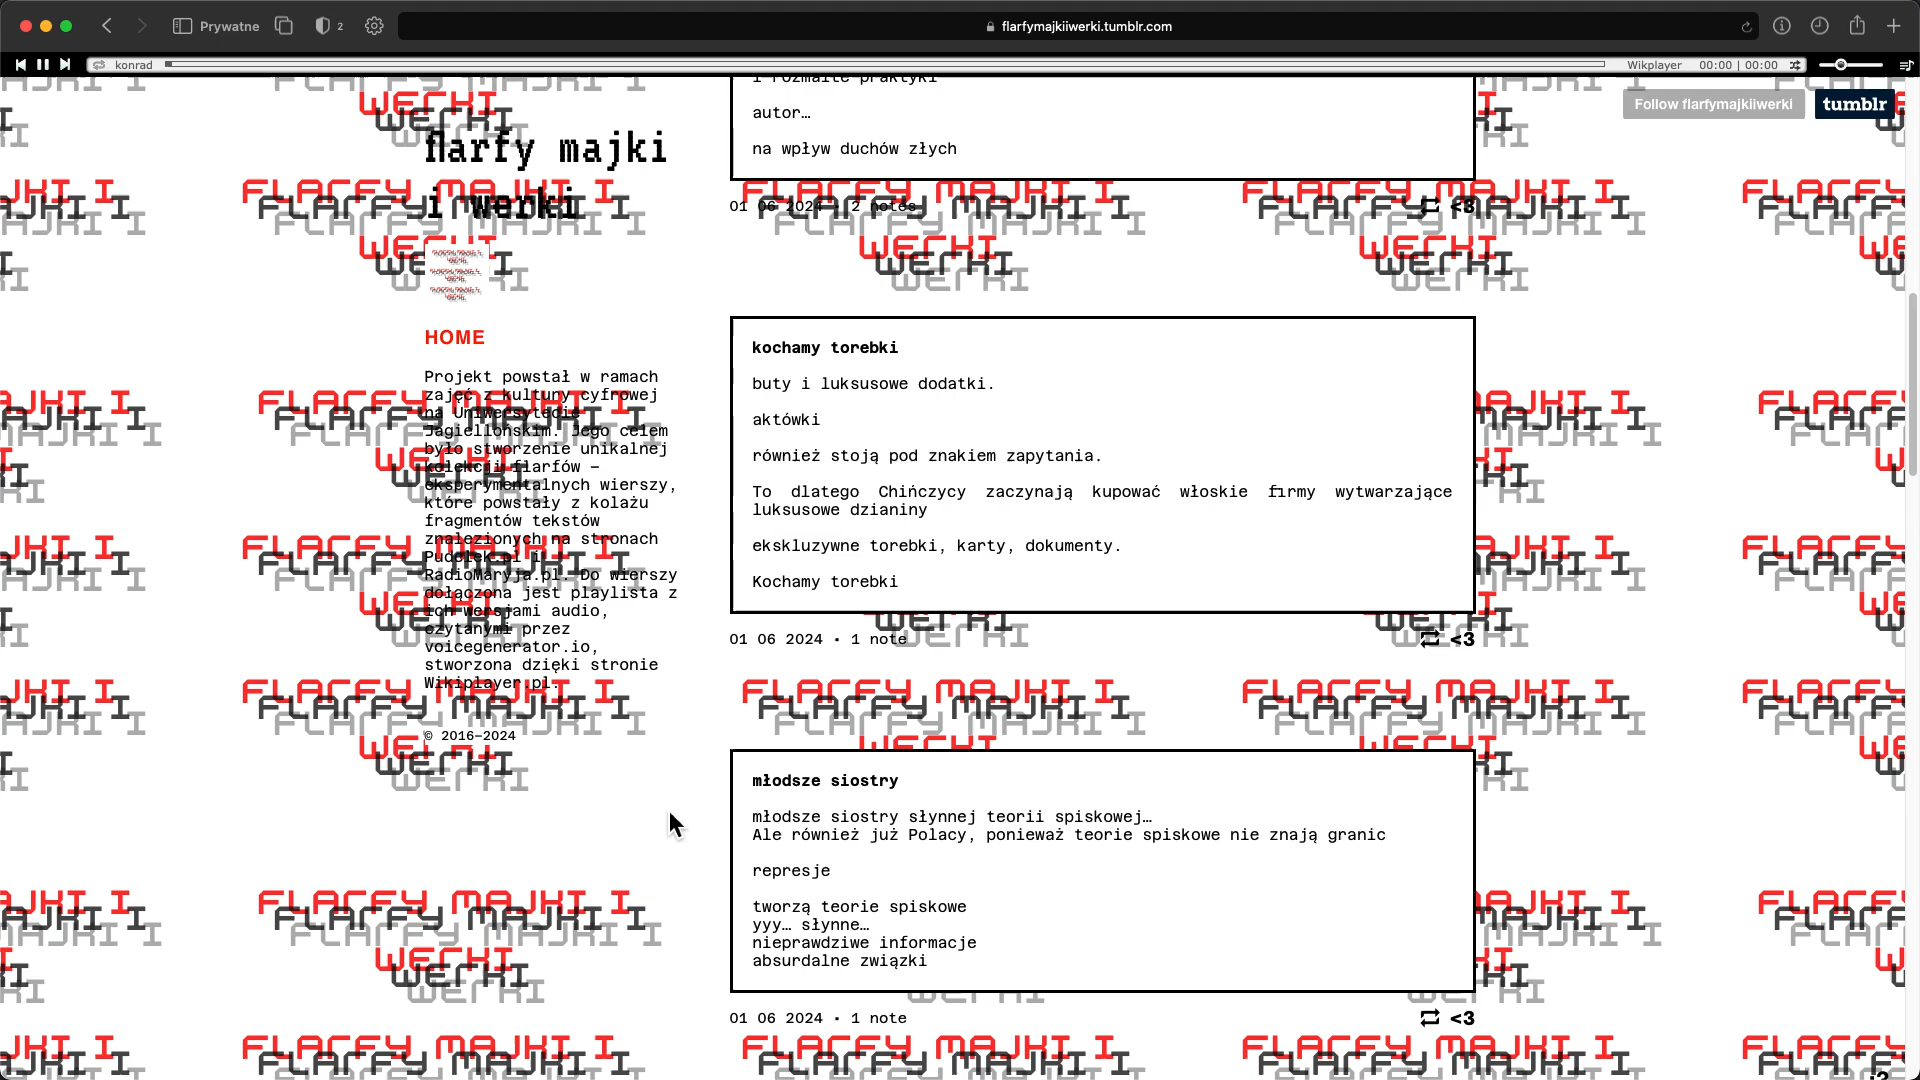 Prywatne
2
flarfymajkiiwerki.tumblr.com
konrad
Wikplayer
00:00 | 00:00
Follow flarfymajkiiwerki
tumblr
flarfy majki
i werki
HOME
Projekt powstał w ramach
zajęć z kultury cyfrowej
na Uniwersytecie
Jagiellońskim. Jego celem
było stworzenie unikalnej
kolekcji flarfów –
eksperymentalnych wierszy,
które powstały z kolażu
fragmentów tekstów
znalezionych na stronach
Pudelek.pl i
RadioMaryja.pl. Do wierszy
dołączona jest playlista z
ich wersjami audio,
czytanymi przez
voicegenerator.io,
stworzona dzięki stronie
Wikiplayer.pl.
© 2016–2024
i rozmaite praktyki
autor…
na wpływ duchów złych
01 06 2024 • 2 notes
<3
kochamy torebki
buty i luksusowe dodatki.
aktówki
również stoją pod znakiem zapytania.
To dlatego Chińczycy zaczynają kupować włoskie firmy wytwarzające
luksusowe dzianiny
ekskluzywne torebki, karty, dokumenty.
Kochamy torebki
01 06 2024 • 1 note
<3
młodsze siostry
młodsze siostry słynnej teorii spiskowej…
Ale również już Polacy, ponieważ teorie spiskowe nie znają granic
represje
tworzą teorie spiskowe
yyy… słynne…
nieprawdziwe informacje
absurdalne związki
01 06 2024 • 1 note
<3
FLARFY MAJKI I
WERKI